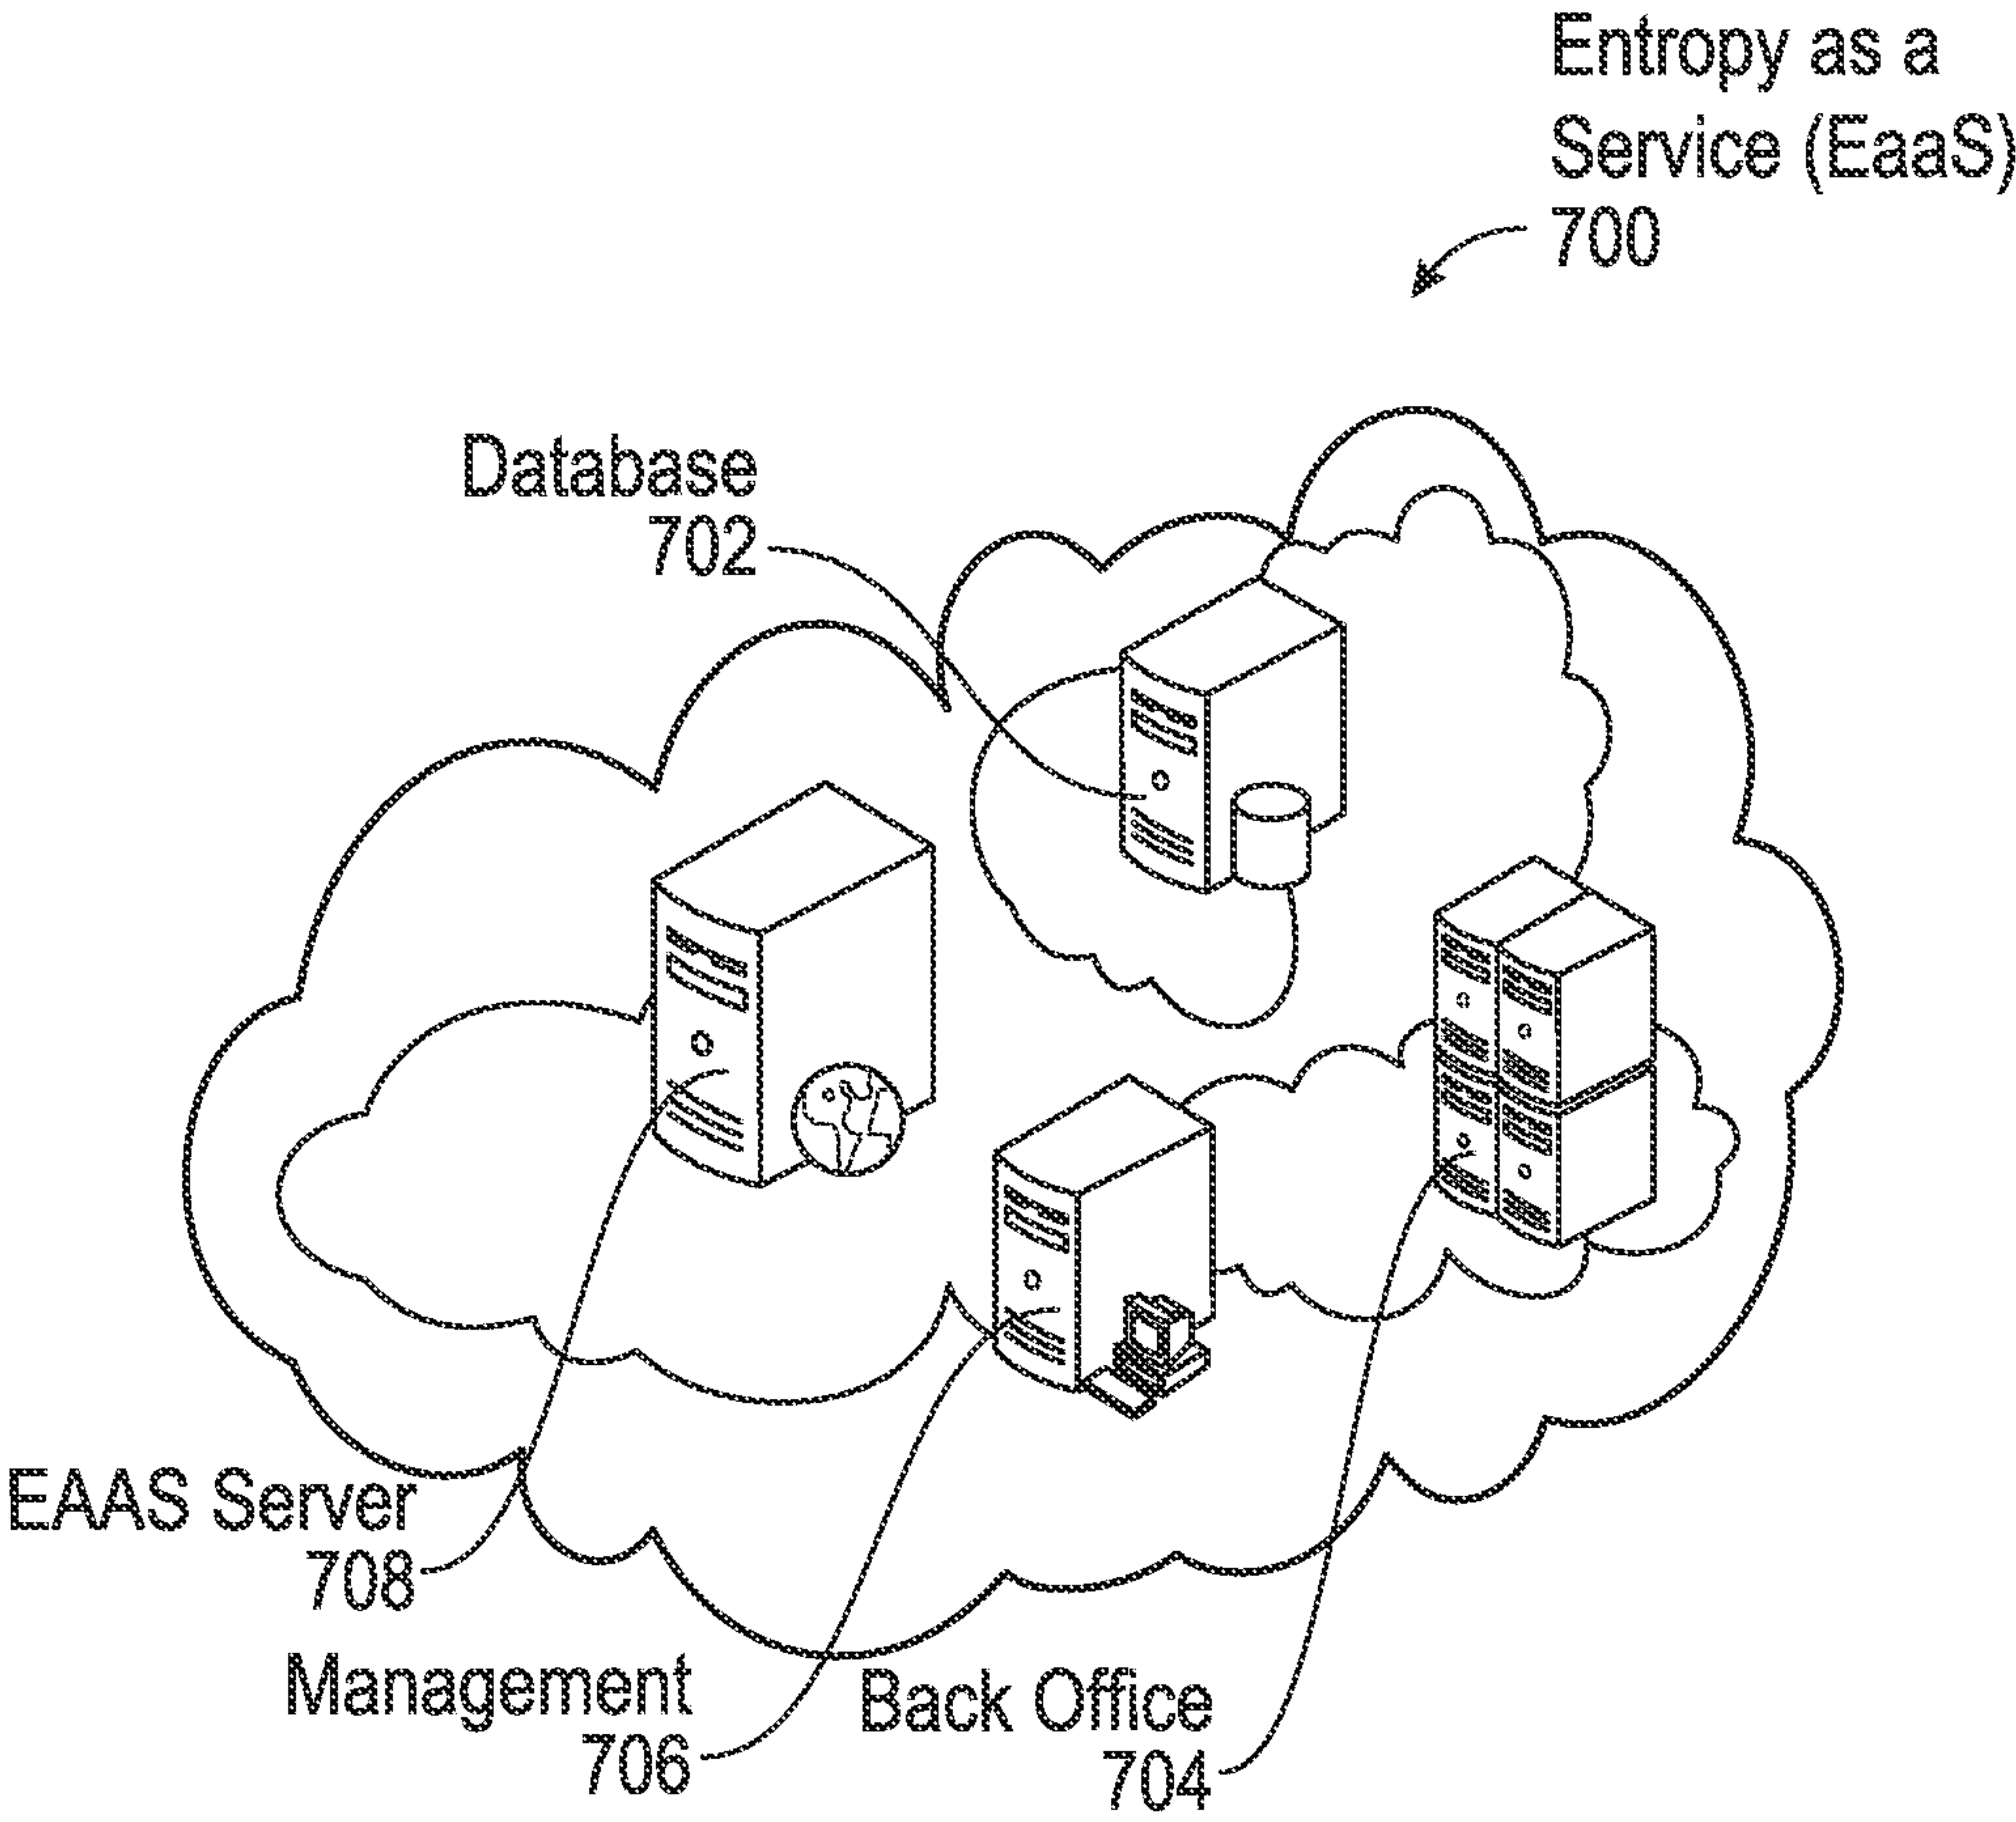 Entropy as a
Service (EaaS)
700
Database
702
EAAS Server
708
Management
706
Back Office
704